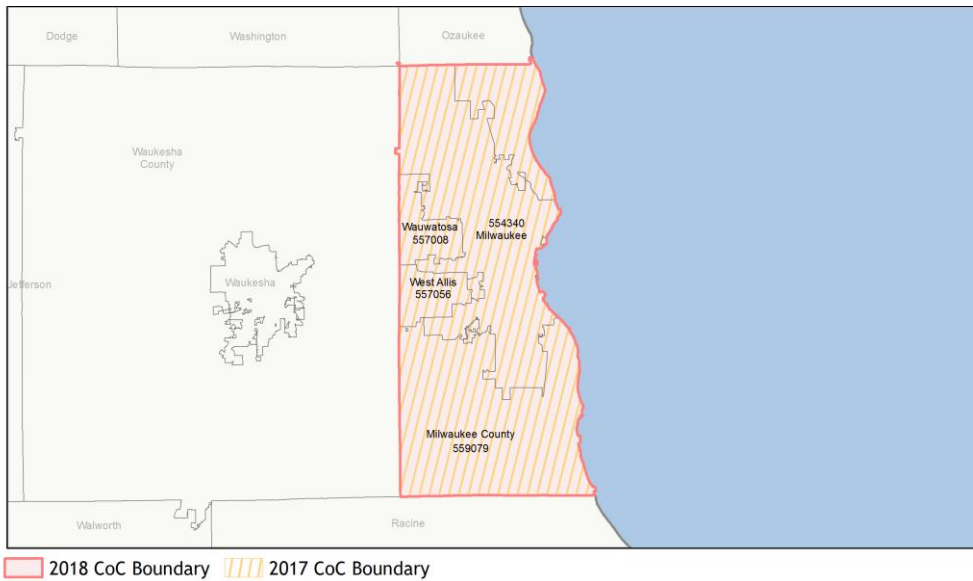 Dodge
Washington
Ozaukee
Waukesha
County
Wauwatosa
557008
554340
Milwaukee
Jefferson
Waukesha
West Allis
557056
Milwaukee County
559079
Walworth
Racine
2018 CoC Boundary
2017 CoC Boundary